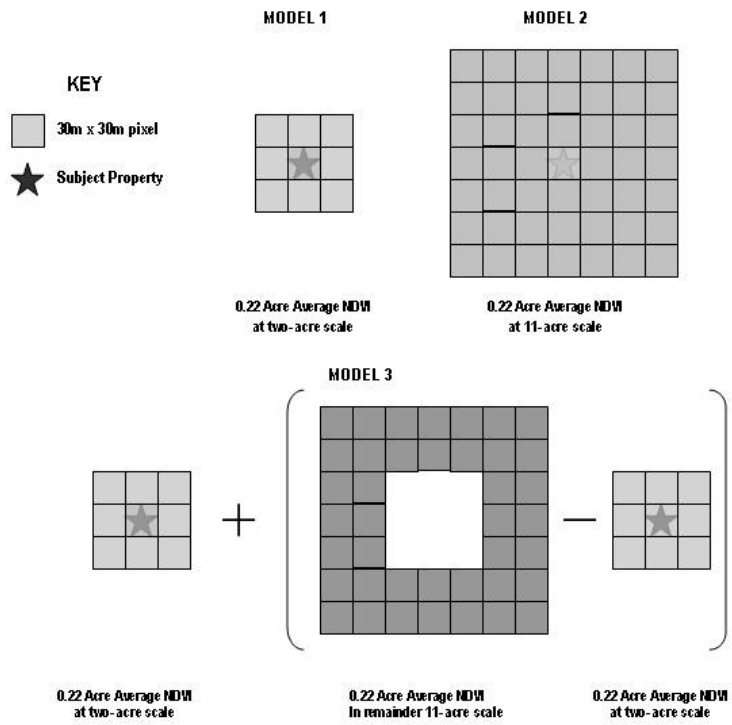 MODEL 1
MODEL 2
KEY
30m x 30m pixel
Subject Property
0.22 Acre Average NDVI
at two-acre scale
0.22 Acre Average NDVI
at 11-acre scale
MODEL 3
+
−
0.22 Acre Average NDVI
at two-acre scale
0.22 Acre Average NDVI
In remainder 11-acre scale
0.22 Acre Average NDVI
at two-acre scale